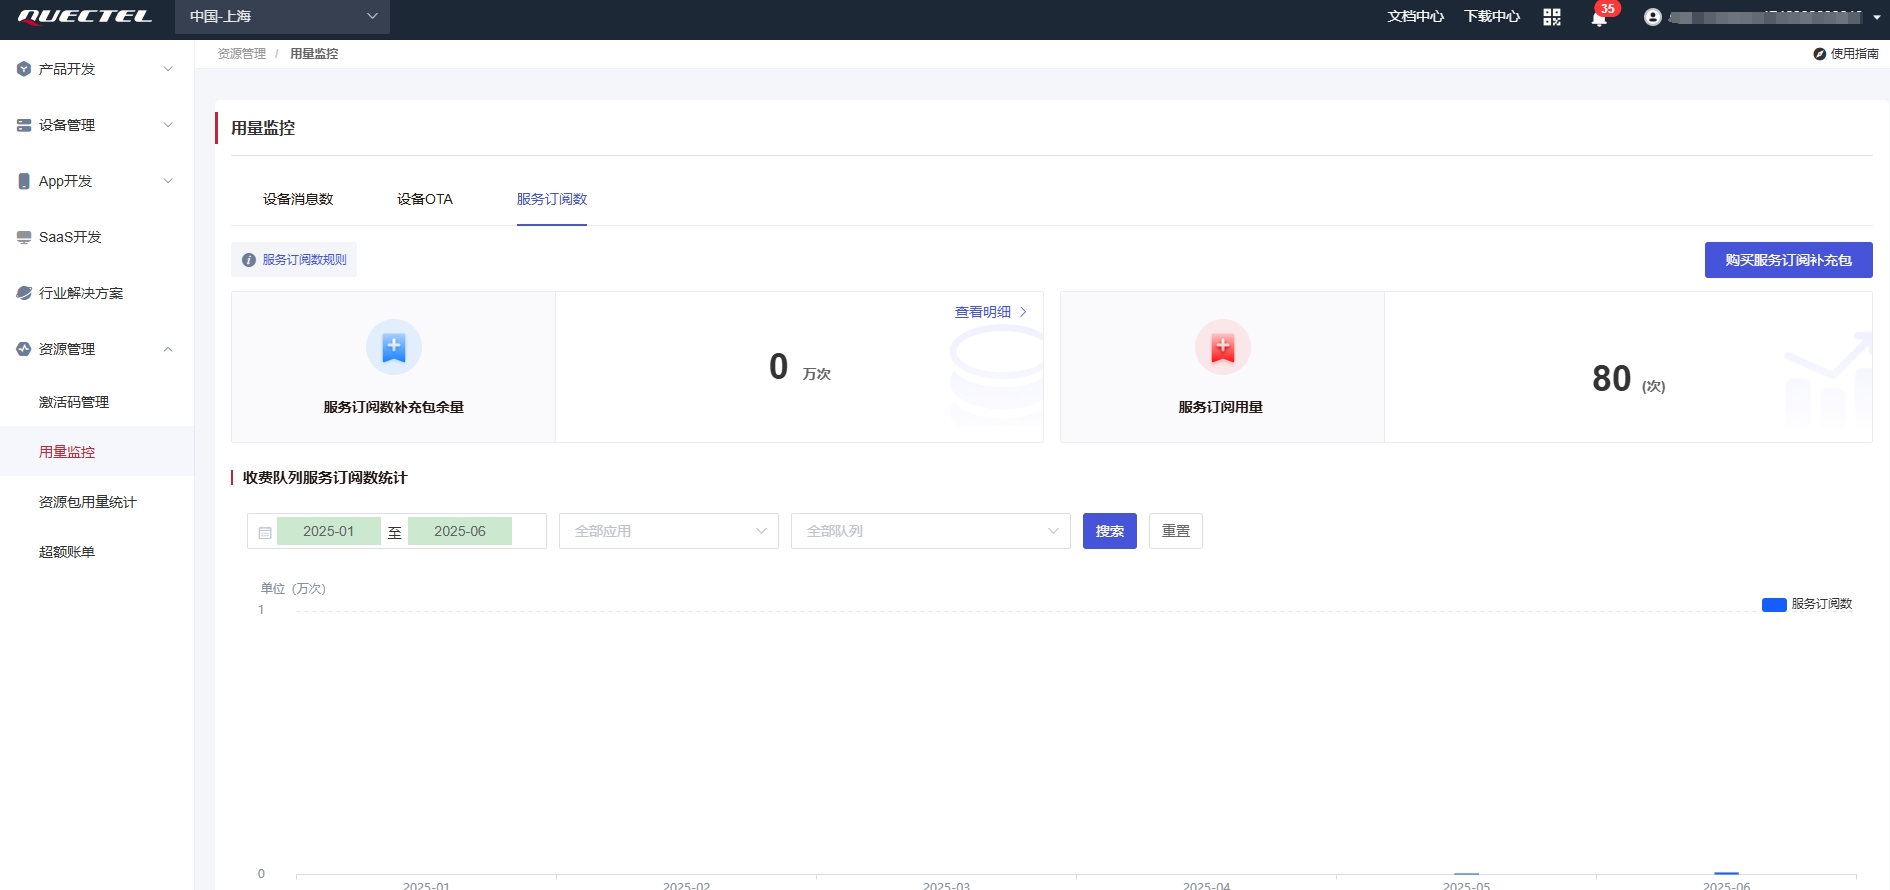 QUECTEL
中国-上海
文档中心
下载中心
35
产品开发
设备管理
App开发
SaaS开发
行业解决方案
资源管理
激活码管理
用量监控
资源包用量统计
超额账单
资源管理 / 用量监控
使用指南
用量监控
设备消息数
设备OTA
服务订阅数
服务订阅数规则
购买服务订阅补充包
查看明细
0 万次
服务订阅数补充包余量
80 (次)
服务订阅用量
收费队列服务订阅数统计
2025-01 至 2025-06
全部应用
全部队列
搜索
重置
单位 (万次)
服务订阅数
1
0
2025-01
2025-02
2025-03
2025-04
2025-05
2025-06